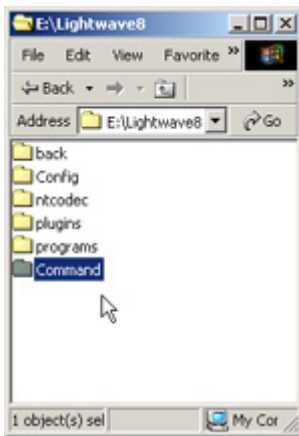 E:\Lightwave8
File Edit View Favorite »
Back »
Address E:\Lightwave8 Go
back
Config
ntcodec
plugins
programs
Command
1 object(s) sel My Cor